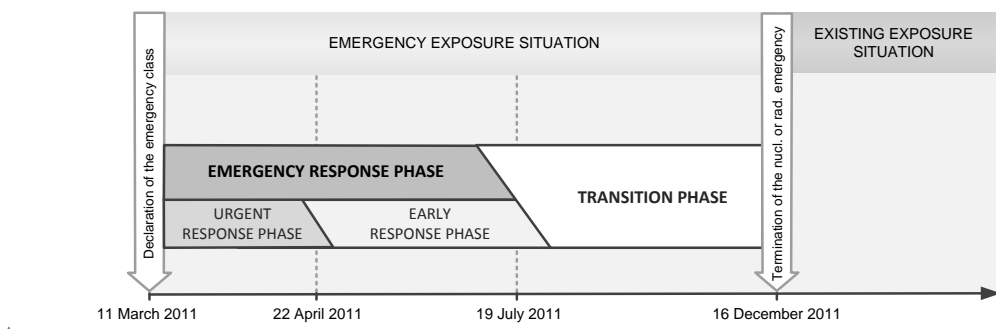 EMERGENCY EXPOSURE SITUATION
EXISTING EXPOSURE
SITUATION
Declaration of the emergency class
Termination of the nucl. or rad. emergency
EMERGENCY RESPONSE PHASE
TRANSITION PHASE
URGENT
RESPONSE PHASE
EARLY
RESPONSE PHASE
11 March 2011
22 April 2011
19 July 2011
16 December 2011